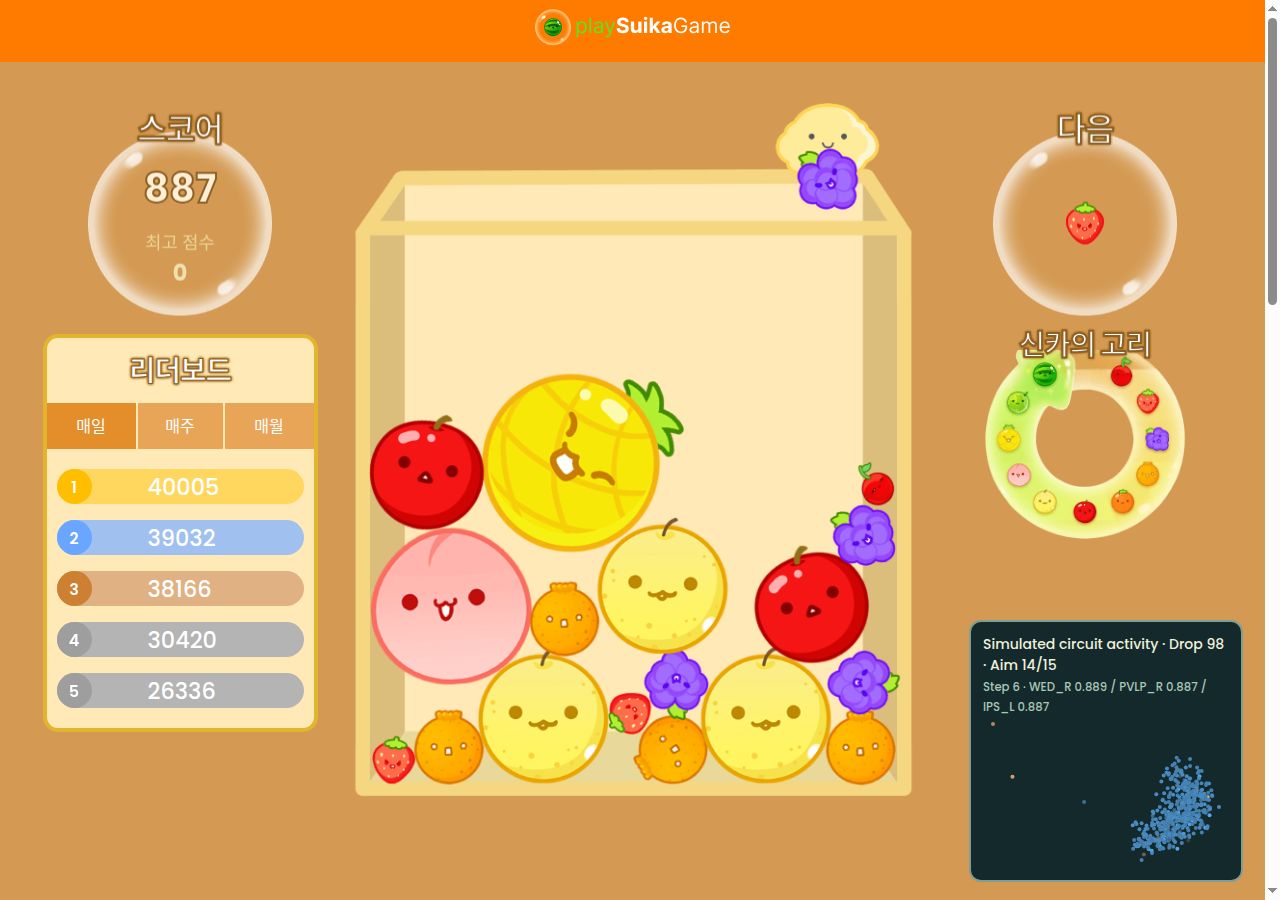 playSuikaGame
스코어
887
최고 점수
0
다음
신카의 고리
리더보드
매일 매주 매월
1 40005
2 39032
3 38166
4 30420
5 26336
Simulated circuit activity · Drop 98
· Aim 14/15
Step 6 · WED_R 0.889 / PVLP_R 0.887 /
IPS_L 0.887